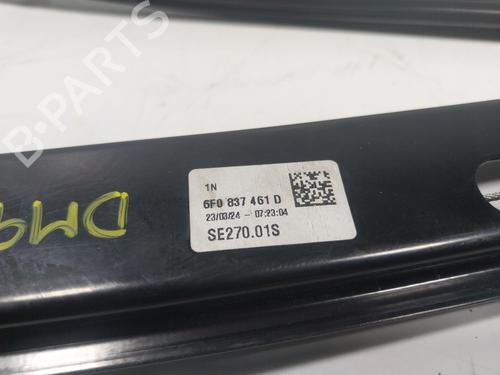 B-PARTS
1N
6F0 837 461 D
23/03/24 - 07:23:04
SE270.01S